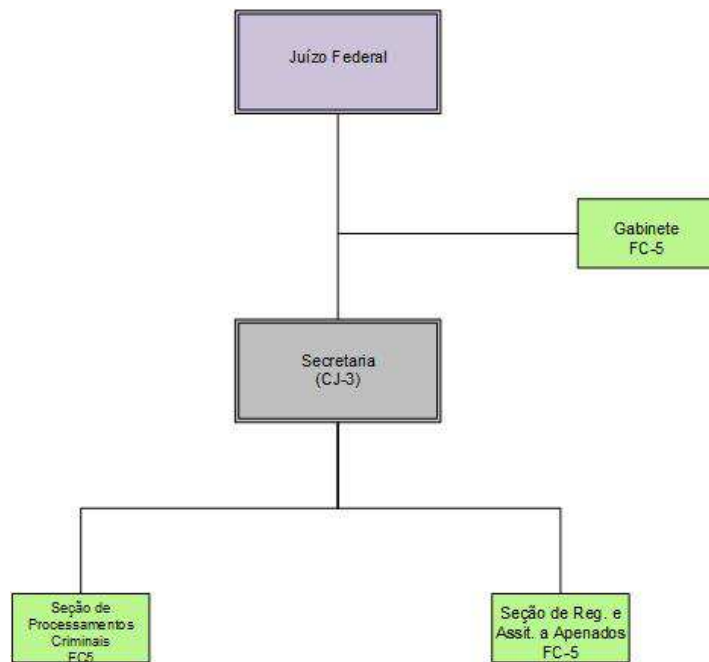 Juízo Federal
Gabinete
FC-5
Secretaria
(CJ-3)
Seção de
Processamentos
Criminais
FC5
Seção de Reg. e
Assit. a Apenados
FC-5